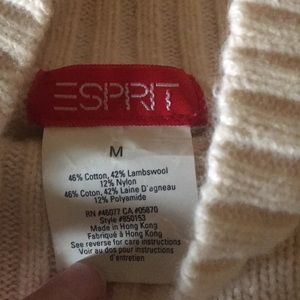 ESPRIT
M
46% Cotton, 42% Lambswool
12% Nylon
46% Coton, 42% Laine D'agneau
12% Polyamide
RN #46077 CA #05870
Style #850153
Made in Hong Kong
Fabriqué à Hong Kong
See reverse for care instructions
Voir au dos pour instructions
d'entretien